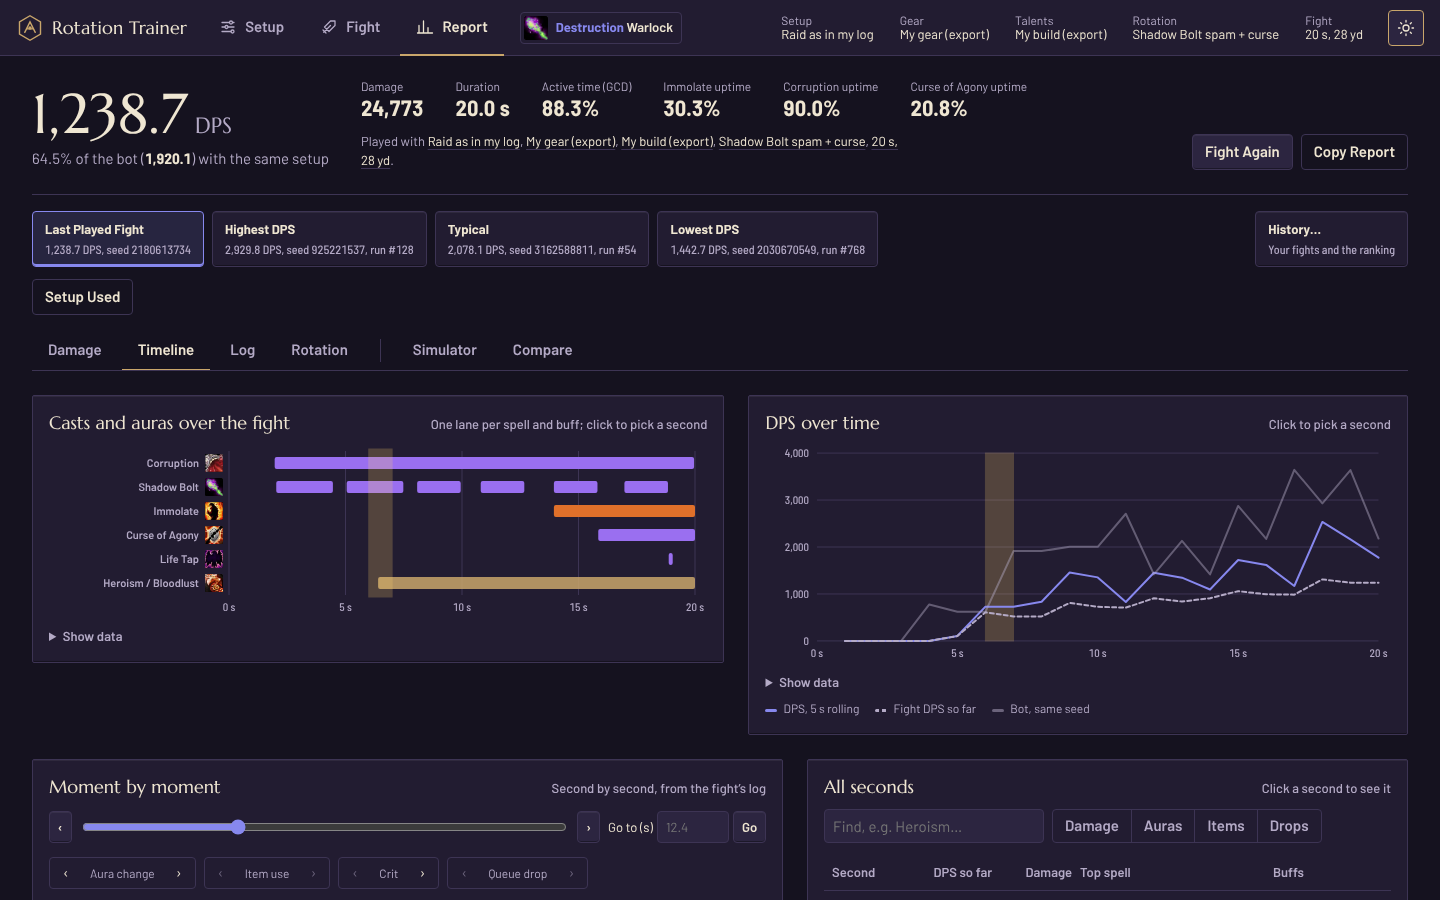 Rotation Trainer
Setup
Fight
Report
Destruction Warlock
Setup
Raid as in my log
Gear
My gear (export)
Talents
My build (export)
Rotation
Shadow Bolt spam + curse
Fight
20 s, 28 yd
1,238.7 DPS
64.5% of the bot (1,920.1) with the same setup
Damage
24,773
Duration
20.0 s
Active time (GCD)
88.3%
Immolate uptime
30.3%
Corruption uptime
90.0%
Curse of Agony uptime
20.8%
Played with Raid as in my log, My gear (export), My build (export), Shadow Bolt spam + curse, 20 s,
28 yd.
Fight Again
Copy Report
Last Played Fight
1,238.7 DPS, seed 2180613734
Highest DPS
2,929.8 DPS, seed 925221537, run #128
Typical
2,078.1 DPS, seed 3162588811, run #54
Lowest DPS
1,442.7 DPS, seed 2030670549, run #768
History...
Your fights and the ranking
Setup Used
Damage
Timeline
Log
Rotation
Simulator
Compare
Casts and auras over the fight
One lane per spell and buff; click to pick a second
Corruption
Shadow Bolt
Immolate
Curse of Agony
Life Tap
Heroism / Bloodlust
0 s
5 s
10 s
15 s
20 s
Show data
DPS over time
Click to pick a second
4,000
3,000
2,000
1,000
0
0 s
5 s
10 s
15 s
20 s
Show data
DPS, 5 s rolling
Fight DPS so far
Bot, same seed
Moment by moment
Second by second, from the fight's log
‹
›
Go to (s)
12.4
Go
‹ Aura change ›
‹ Item use ›
‹ Crit ›
‹ Queue drop ›
All seconds
Click a second to see it
Find, e.g. Heroism...
Damage
Auras
Items
Drops
Second
DPS so far
Damage
Top spell
Buffs